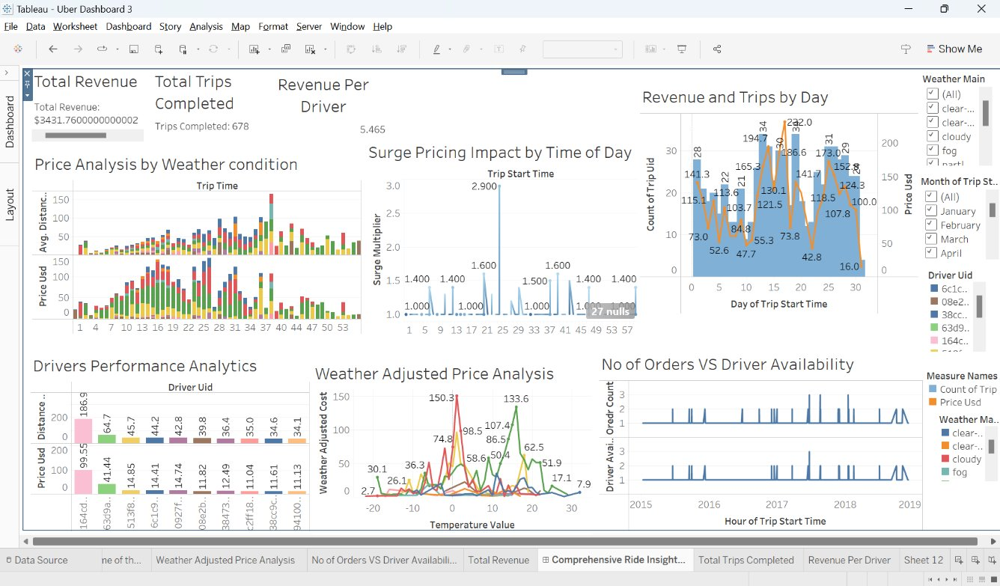 Tableau - Uber Dashboard 3
File Data Worksheet Dashboard Story Analysis Map Format Server Window Help
Show Me
Dashboard
Layout
Total Revenue
Total Revenue:
$3431.7600000000002
Total Trips
Completed
Trips Completed: 678
Revenue Per
Driver
5.465
Price Analysis by Weather condition
Trip Time
Avg. Distanc..
150
100
50
Price Usd
150
100
50
0
1 4 7 10 13 16 19 22 25 28 31 34 37 40 44 47 50 53
Surge Pricing Impact by Time of Day
Trip Start Time
Surge Multiplier
3.0
2.5
2.0
1.5
1.0
2.900
1.600
1.600
1.400
1.400
1.500
1.400
1.400
1.000
1.000
1.000
27 nulls
1 5 9 13 17 21 25 29 33 37 41 45 49 53 57
Revenue and Trips by Day
Count of Trip Uid
30
20
10
0
Price Usd
200
150
100
50
0
28
22
21
34
30
34
31
29
24
232.0
194.7
186.6
173.0
165.3
152.8
141.3
141.7
130.1
124.3
115.1
113.6
121.5
118.5
103.7
107.8
100.0
84.8
73.0
73.8
55.3
52.6
47.7
42.8
16.0
0 5 10 15 20 25 30
Day of Trip Start Time
Weather Main
(All)
clear-...
clear-...
cloudy
fog
partl
Month of Trip St..
(All)
January
February
March
April
Driver Uid
6c1c..
08e2..
38cc..
63d9..
164c..
Measure Names
Count of Trip
Price Usd
Weather Ma..
clear-..
clear-..
cloudy
fog
Drivers Performance Analytics
Driver Uid
Distance..
200
0
186.9 64.7 45.7 44.2 42.8 39.8 36.4 35.0 34.6 34.1
Price Usd
200
100
0
99.55 41.44 14.85 14.41 14.74 11.82 12.49 11.04 11.61 11.13
164cd.. 63d9a.. 513f8.. 6c1c9.. 0927f.. 08e2b.. 38473.. c2ff18.. 38cc9c.. 94100..
Weather Adjusted Price Analysis
Weather Adjusted Cost
150
100
50
0
150.3
133.6
107.4
98.5
86.5
74.8
62.5
58.6
50.4
51.9
36.3
30.1
26.1
17.1
7.9
2.7
-20 -10 0 10 20 30
Temperature Value
No of Orders VS Driver Availability
Oredr Count
3
2
1
Driver Avai..
3
2
1
2015 2016 2017 2018 2019
Hour of Trip Start Time
Data Source
ne of th...
Weather Adjusted Price Analysis
No of Orders VS Driver Availabili...
Total Revenue
Comprehensive Ride Insight...
Total Trips Completed
Revenue Per Driver
Sheet 12